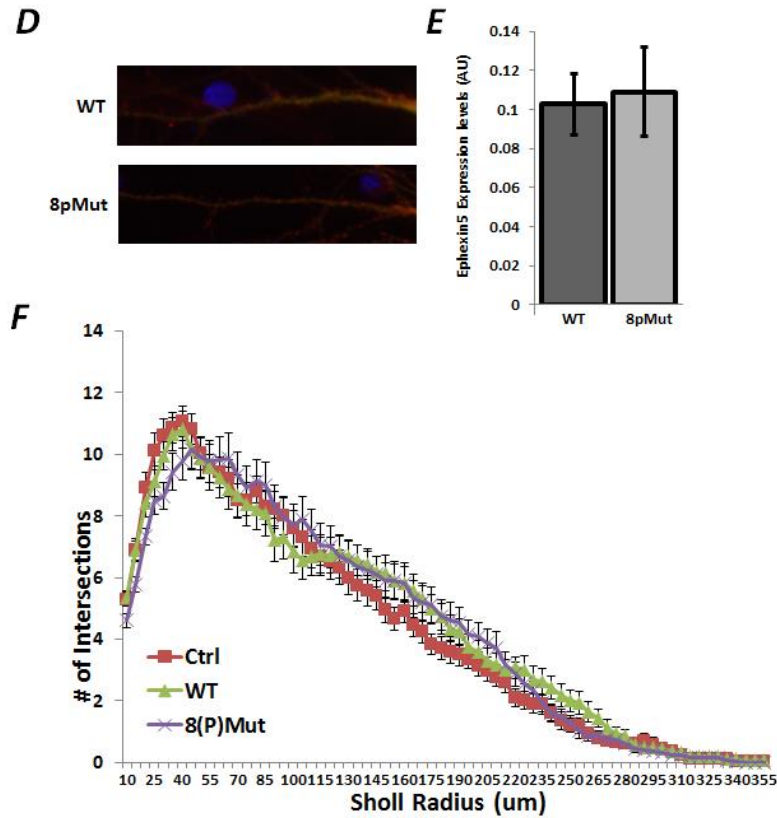 D
WT
8pMut
E
Ephexin5 Expression levels (AU)
0.14
0.12
0.1
0.08
0.06
0.04
0.02
0
WT
8pMut
F
# of Intersections
14
12
10
8
6
4
2
0
Ctrl
WT
8(P)Mut
10 25 40 55 70 85 100 115 130 145 160 175 190 205 220 235 250 265 280 295 310 325 340 355
Sholl Radius (um)